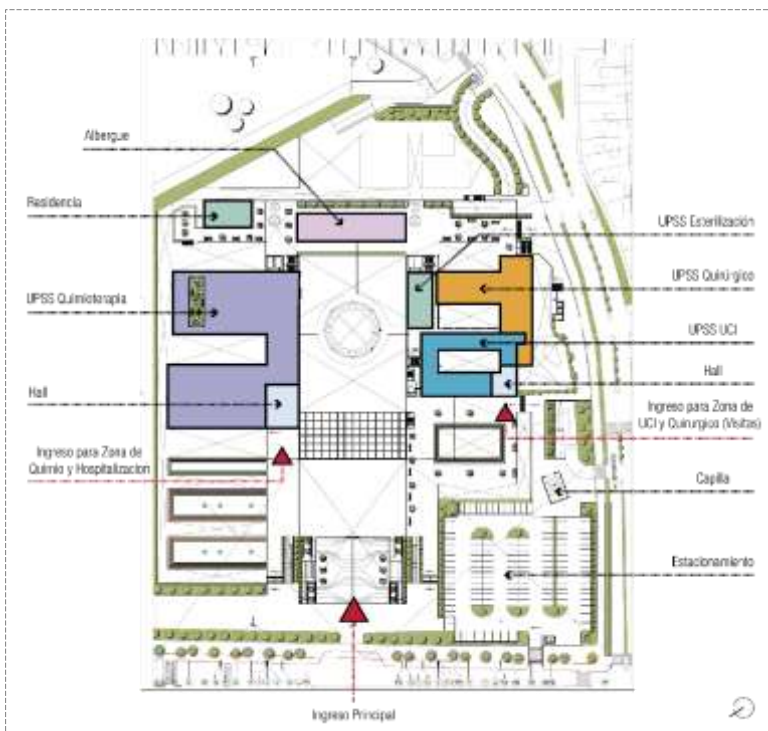 Albergue
Residencia
UPSS Esterilización
UPSS Quirúrgico
UPSS Quimioterapia
UPSS UCI
Hall
Hall
Ingreso para Zona de
UCI y Quirurgico (Visitas)
Ingreso para Zona de
Quimio y Hospitalizacion
Capilla
Estacionamiento
Ingreso Principal